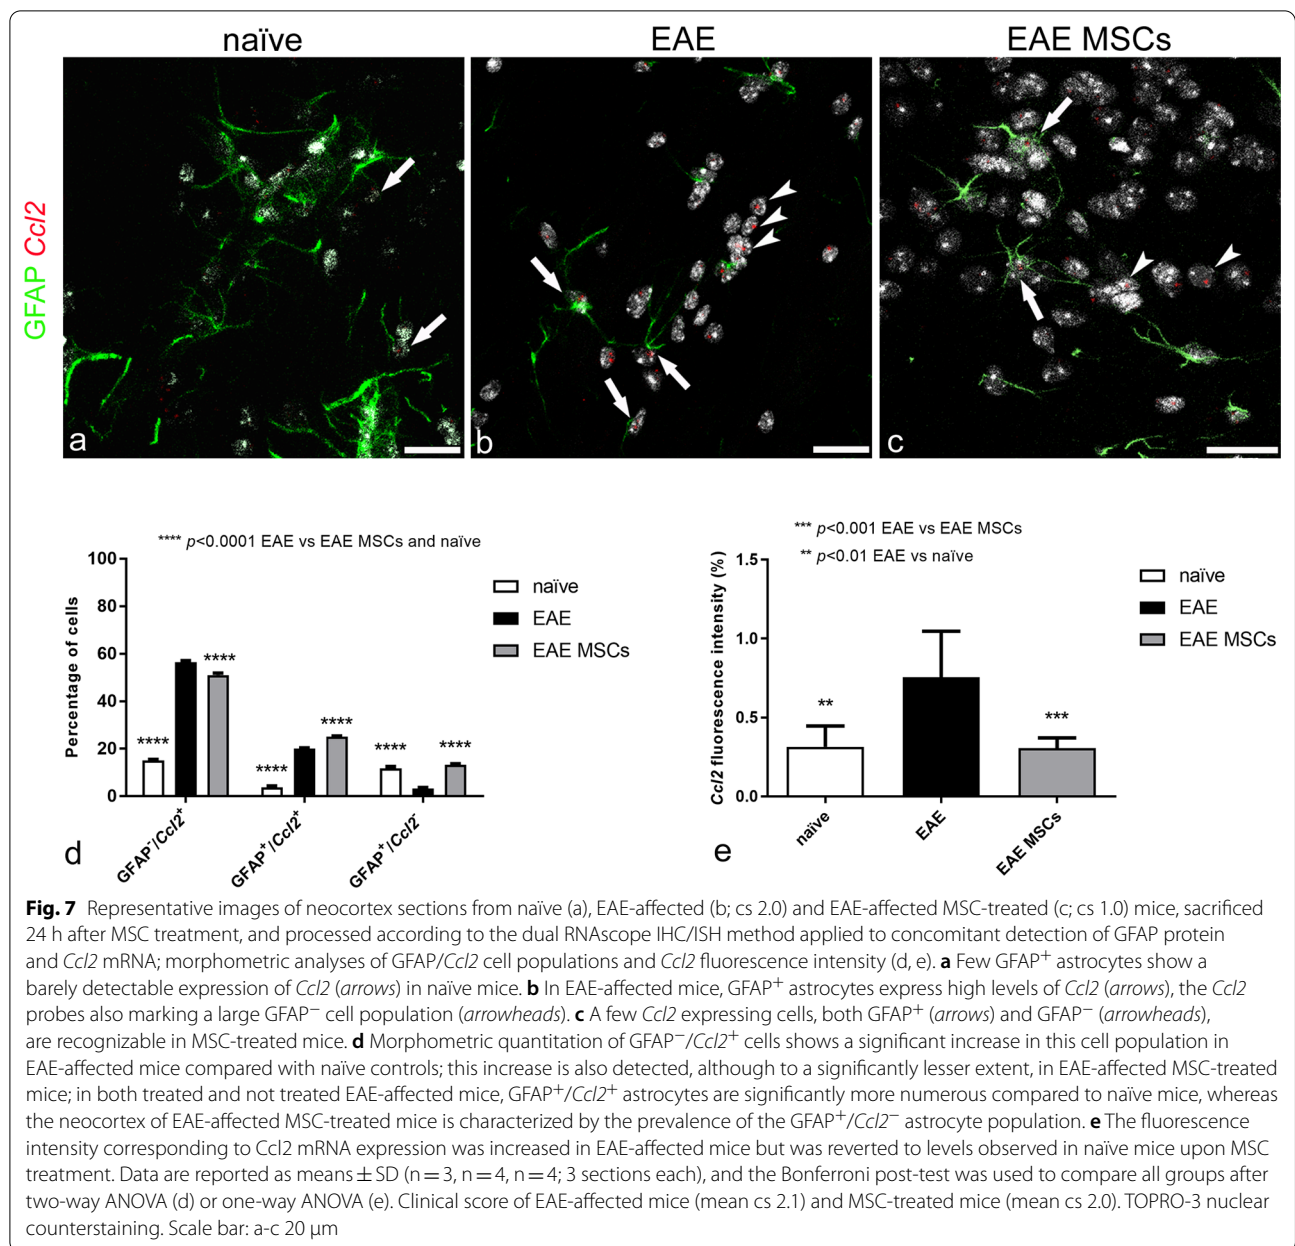 naïve
EAE
EAE MSCs
GFAP Ccl2
a
b
c
**** p<0.0001 EAE vs EAE MSCs and naïve
Percentage of cells
100
80
60
40
20
0
****
****
****
****
****
****
GFAP⁻/Ccl2⁺
GFAP⁺/Ccl2⁺
GFAP⁺/Ccl2⁻
naïve
EAE
EAE MSCs
d
*** p<0.001 EAE vs EAE MSCs
** p<0.01 EAE vs naïve
Ccl2 fluorescence intensity (%)
1.5
1.0
0.5
0.0
**
***
naïve
EAE
EAE MSCs
naïve
EAE
EAE MSCs
e
Fig. 7 Representative images of neocortex sections from naïve (a), EAE-affected (b; cs 2.0) and EAE-affected MSC-treated (c; cs 1.0) mice, sacrificed
24 h after MSC treatment, and processed according to the dual RNAscope IHC/ISH method applied to concomitant detection of GFAP protein
and Ccl2 mRNA; morphometric analyses of GFAP/Ccl2 cell populations and Ccl2 fluorescence intensity (d, e). a Few GFAP⁺ astrocytes show a
barely detectable expression of Ccl2 (arrows) in naïve mice. b In EAE-affected mice, GFAP⁺ astrocytes express high levels of Ccl2 (arrows), the Ccl2
probes also marking a large GFAP⁻ cell population (arrowheads). c A few Ccl2 expressing cells, both GFAP⁺ (arrows) and GFAP⁻ (arrowheads),
are recognizable in MSC-treated mice. d Morphometric quantitation of GFAP⁻/Ccl2⁺ cells shows a significant increase in this cell population in
EAE-affected mice compared with naïve controls; this increase is also detected, although to a significantly lesser extent, in EAE-affected MSC-treated
mice; in both treated and not treated EAE-affected mice, GFAP⁺/Ccl2⁺ astrocytes are significantly more numerous compared to naïve mice, whereas
the neocortex of EAE-affected MSC-treated mice is characterized by the prevalence of the GFAP⁺/Ccl2⁻ astrocyte population. e The fluorescence
intensity corresponding to Ccl2 mRNA expression was increased in EAE-affected mice but was reverted to levels observed in naïve mice upon MSC
treatment. Data are reported as means ± SD (n = 3, n = 4, n = 4; 3 sections each), and the Bonferroni post-test was used to compare all groups after
two-way ANOVA (d) or one-way ANOVA (e). Clinical score of EAE-affected mice (mean cs 2.1) and MSC-treated mice (mean cs 2.0). TOPRO-3 nuclear
counterstaining. Scale bar: a-c 20 μm